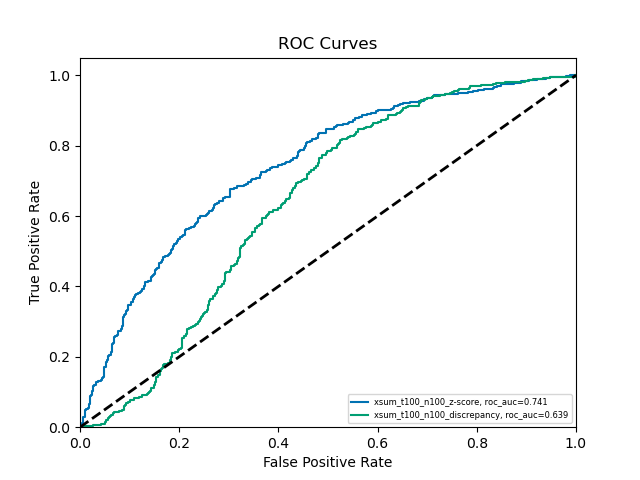 ROC Curves
1.0
0.8
0.6
0.4
0.2
0.0
True Positive Rate
0.0 0.2 0.4 0.6 0.8 1.0
False Positive Rate
xsum_t100_n100_z-score, roc_auc=0.741
xsum_t100_n100_discrepancy, roc_auc=0.639